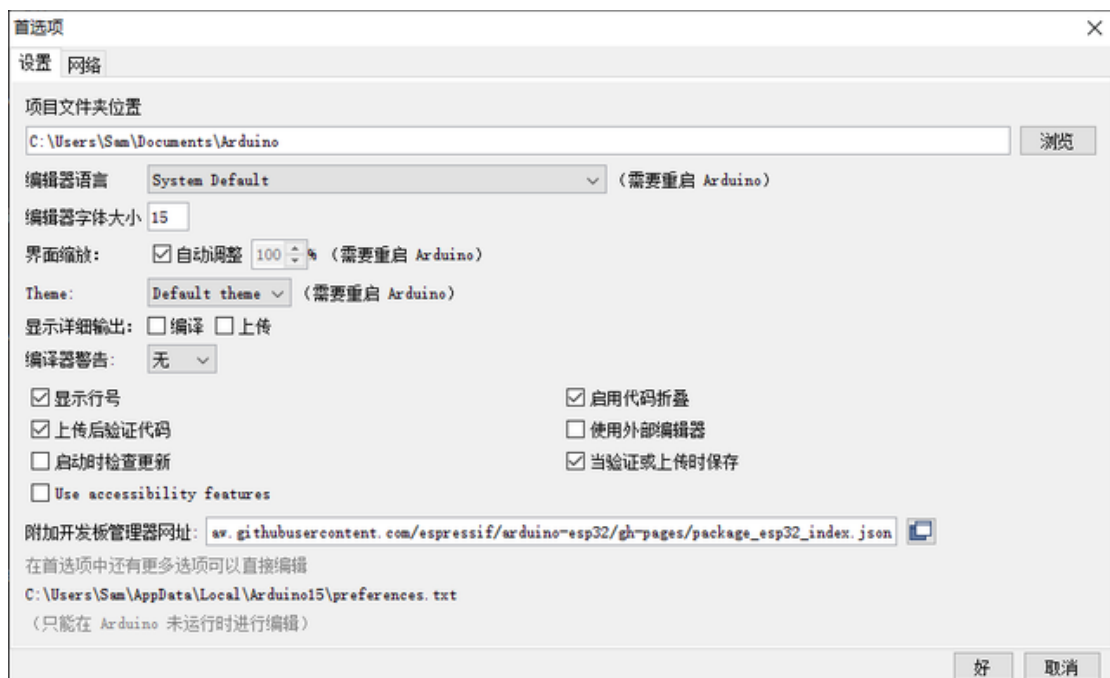 首选项
设置 网络
项目文件夹位置
C:\Users\Sam\Documents\Arduino 浏览
编辑器语言 System Default （需要重启 Arduino）
编辑器字体大小 15
界面缩放： 自动调整 100 % （需要重启 Arduino）
Theme: Default theme （需要重启 Arduino）
显示详细输出： 编译 上传
编译器警告: 无
显示行号 启用代码折叠
上传后验证代码 使用外部编辑器
启动时检查更新 当验证或上传时保存
Use accessibility features
附加开发板管理器网址: aw.githubusercontent.com/espressif/arduino-esp32/gh-pages/package_esp32_index.json
在首选项中还有更多选项可以直接编辑
C:\Users\Sam\AppData\Local\Arduino15\preferences.txt
（只能在 Arduino 未运行时进行编辑）
好 取消